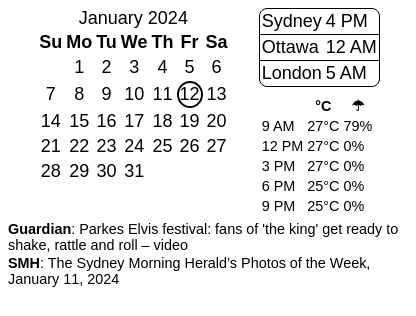 January 2024
Su Mo Tu We Th Fr Sa
1 2 3 4 5 6
7 8 9 10 11 12 13
14 15 16 17 18 19 20
21 22 23 24 25 26 27
28 29 30 31
Sydney 4 PM
Ottawa 12 AM
London 5 AM
°C ☂
9 AM 27°C 79%
12 PM 27°C 0%
3 PM 27°C 0%
6 PM 25°C 0%
9 PM 25°C 0%
Guardian: Parkes Elvis festival: fans of 'the king' get ready to
shake, rattle and roll – video
SMH: The Sydney Morning Herald’s Photos of the Week,
January 11, 2024